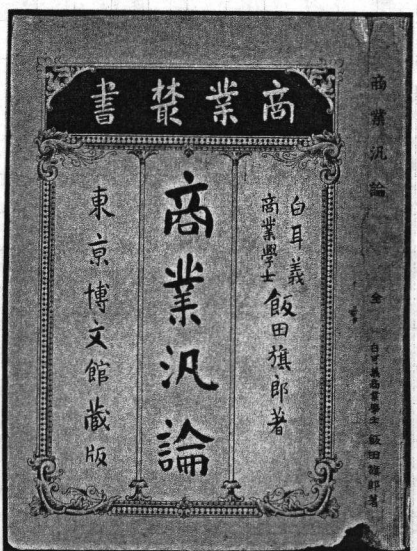 商業叢書
白耳義
商業學士 飯田旗郎著
商業汎論
東京博文館蔵版
商業汎論 全 白耳義商業學士 飯田旗郎著